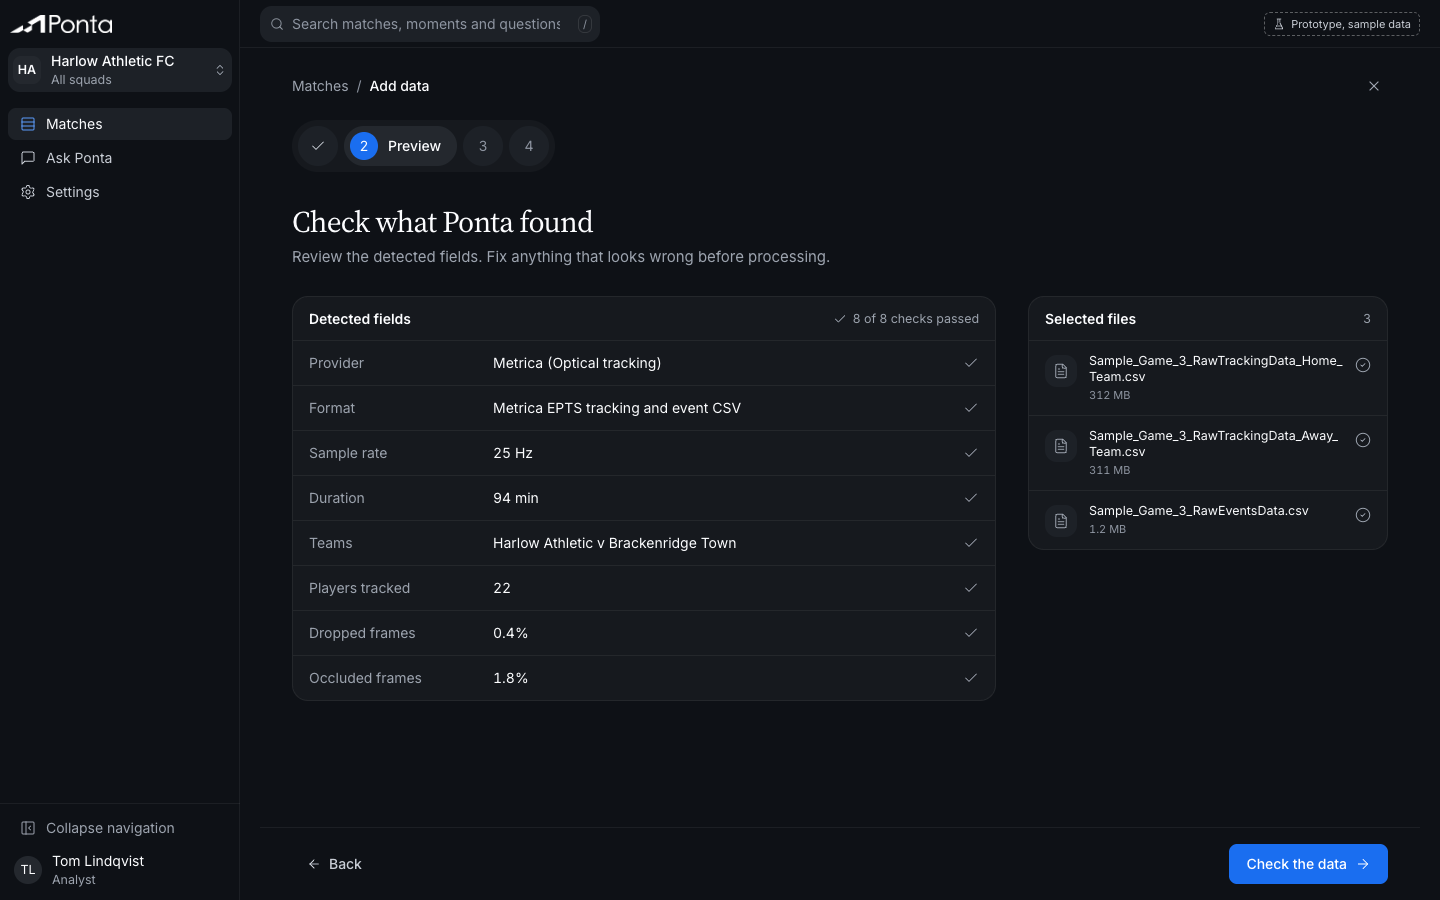 Ponta
Harlow Athletic FC
HA
All squads
Matches
Ask Ponta
Settings
Collapse navigation
TL
Tom Lindqvist
Analyst
Search matches, moments and questions
/
Prototype, sample data
Matches / Add data
2 Preview 3 4
Check what Ponta found
Review the detected fields. Fix anything that looks wrong before processing.
Detected fields 8 of 8 checks passed
Provider Metrica (Optical tracking)
Format Metrica EPTS tracking and event CSV
Sample rate 25 Hz
Duration 94 min
Teams Harlow Athletic v Brackenridge Town
Players tracked 22
Dropped frames 0.4%
Occluded frames 1.8%
Selected files 3
Sample_Game_3_RawTrackingData_Home_
Team.csv
312 MB
Sample_Game_3_RawTrackingData_Away_
Team.csv
311 MB
Sample_Game_3_RawEventsData.csv
1.2 MB
Back
Check the data